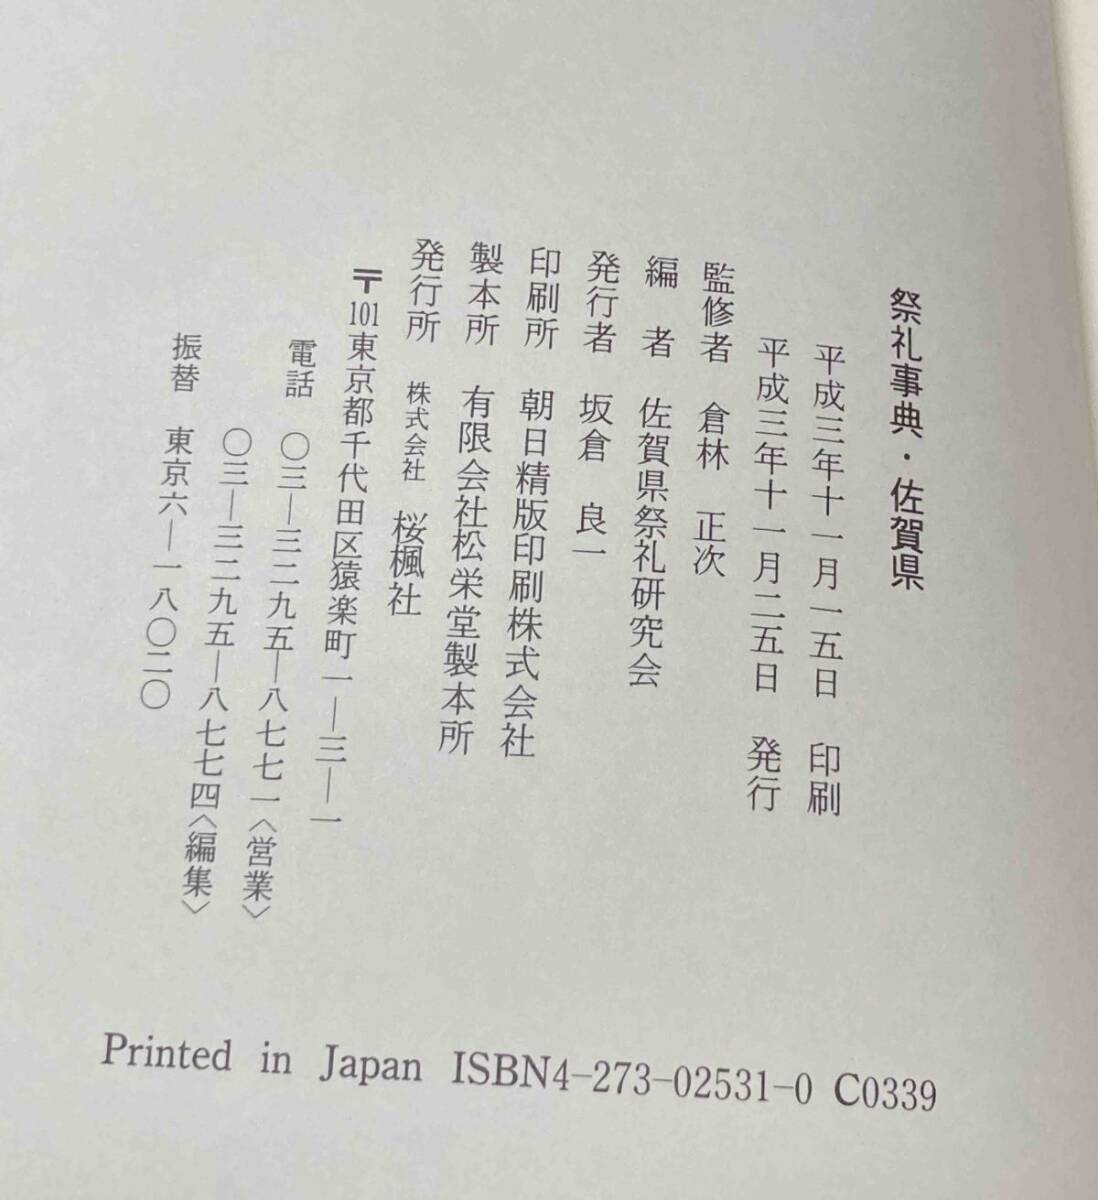 祭礼事典・佐賀県
平成三年十一月一五日 印刷
平成三年十一月二五日 発行
監修者 倉林 正次
編 者 佐賀県祭礼研究会
発行者 坂倉 良一
印刷所 朝日精版印刷株式会社
製本所 有限会社松栄堂製本所
発行所 株式会社 桜楓社
〒101東京都千代田区猿楽町一―三―一
電話 〇三―三二九五―八七七一〈営業〉
〇三―三二九五―八七七四〈編集〉
振替 東京六―一八〇二〇
Printed in Japan ISBN4-273-02531-0 C0339